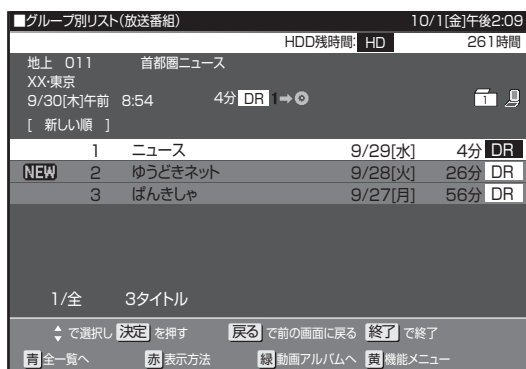 ■グループ別リスト(放送番組) 10/1[金]午後2:09
HDD残時間: HD 261時間
地上 011 首都圏ニュース
XX・東京
9/30[木]午前 8:54 4分 DR 1➡
1
[ 新しい順 ]
1 ニュース 9/29[水] 4分 DR
NEW 2 ゆうどきネット 9/28[火] 26分 DR
3 ばんきしゃ 9/27[月] 56分 DR
1/全 3タイトル
で選択し 決定 を押す 戻る で前の画面に戻る 終了 で終了
青 全一覧へ 赤 表示方法 緑 動画アルバムへ 黄 機能メニュー